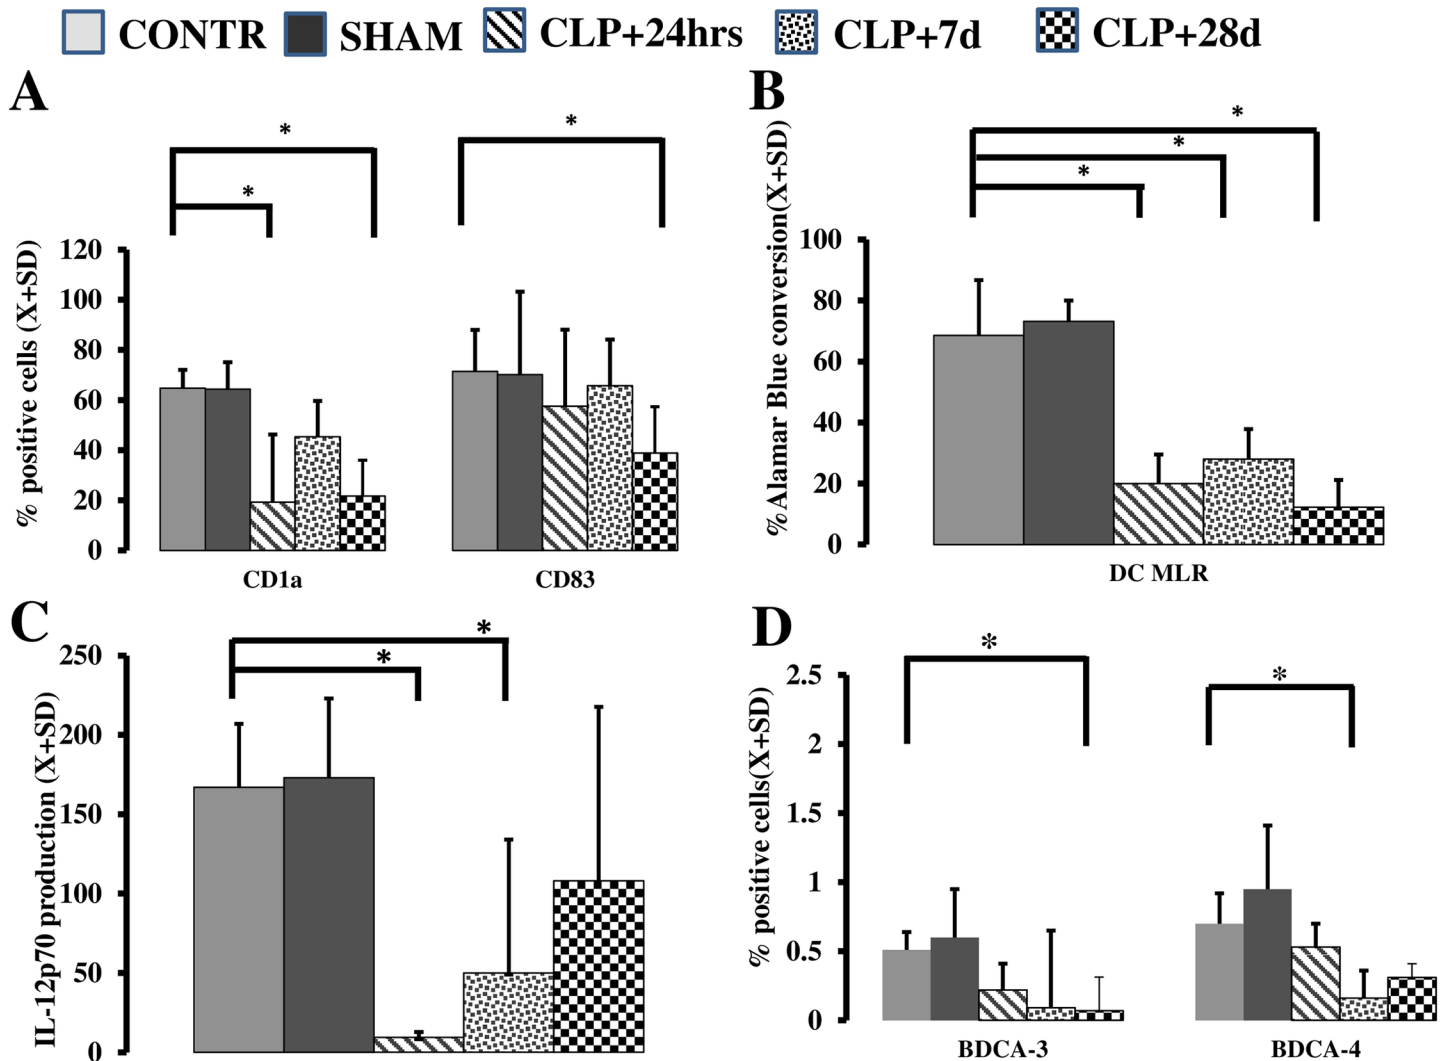 CONTR SHAM CLP+24hrs CLP+7d CLP+28d
A
% positive cells (X+SD)
120
100
80
60
40
20
0
* * *
CD1a CD83
B
%Alamar Blue conversion(X+SD)
100
80
60
40
20
0
* * *
DC MLR
C
IL-12p70 production (X+SD)
250
200
150
100
50
0
* *
D
% positive cells(X+SD)
2.5
2
1.5
1
0.5
0
* *
BDCA-3 BDCA-4